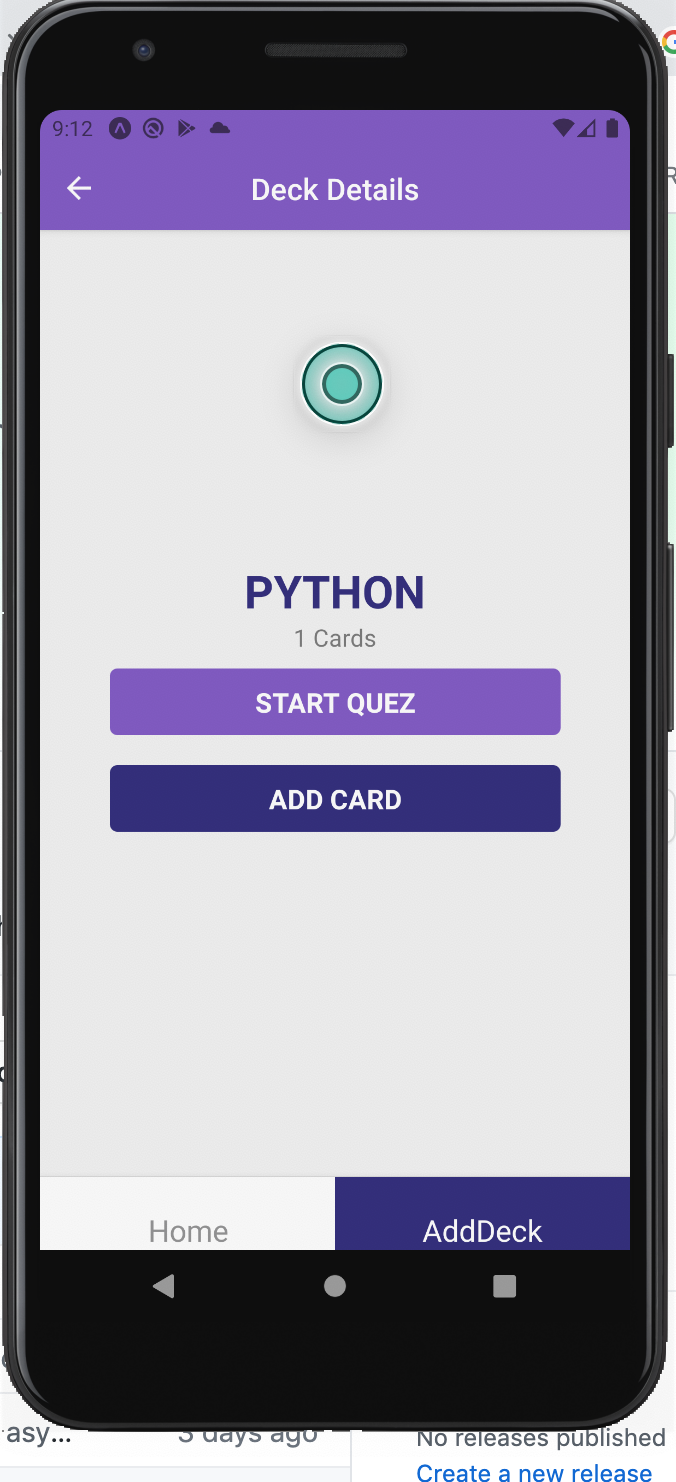 9:12
Deck Details
PYTHON
1 Cards
START QUEZ
ADD CARD
Home
AddDeck
asy...
3 days ago
No releases published
Create a new release